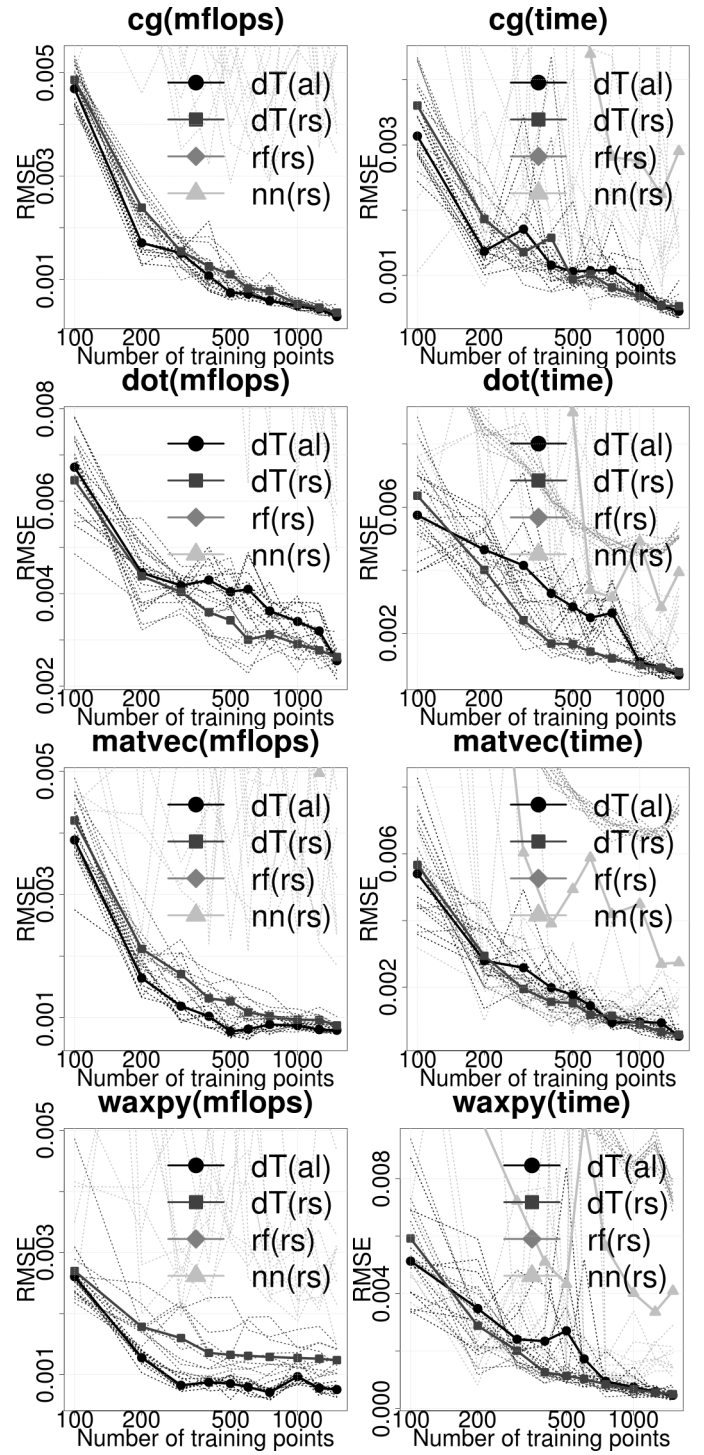 cg(mflops)
RMSE
0.005
0.003
0.001
dT(al)
dT(rs)
rf(rs)
nn(rs)
100 200 500 1000
Number of training points
cg(time)
RMSE
0.003
0.001
dT(al)
dT(rs)
rf(rs)
nn(rs)
100 200 500 1000
Number of training points
dot(mflops)
RMSE
0.008
0.006
0.004
0.002
dT(al)
dT(rs)
rf(rs)
nn(rs)
100 200 500 1000
Number of training points
dot(time)
RMSE
0.006
0.002
dT(al)
dT(rs)
rf(rs)
nn(rs)
100 200 500 1000
Number of training points
matvec(mflops)
RMSE
0.005
0.003
0.001
dT(al)
dT(rs)
rf(rs)
nn(rs)
100 200 500 1000
Number of training points
matvec(time)
RMSE
0.006
0.002
dT(al)
dT(rs)
rf(rs)
nn(rs)
100 200 500 1000
Number of training points
waxpy(mflops)
RMSE
0.005
0.003
0.001
dT(al)
dT(rs)
rf(rs)
nn(rs)
100 200 500 1000
Number of training points
waxpy(time)
RMSE
0.008
0.004
0.000
dT(al)
dT(rs)
rf(rs)
nn(rs)
100 200 500 1000
Number of training points